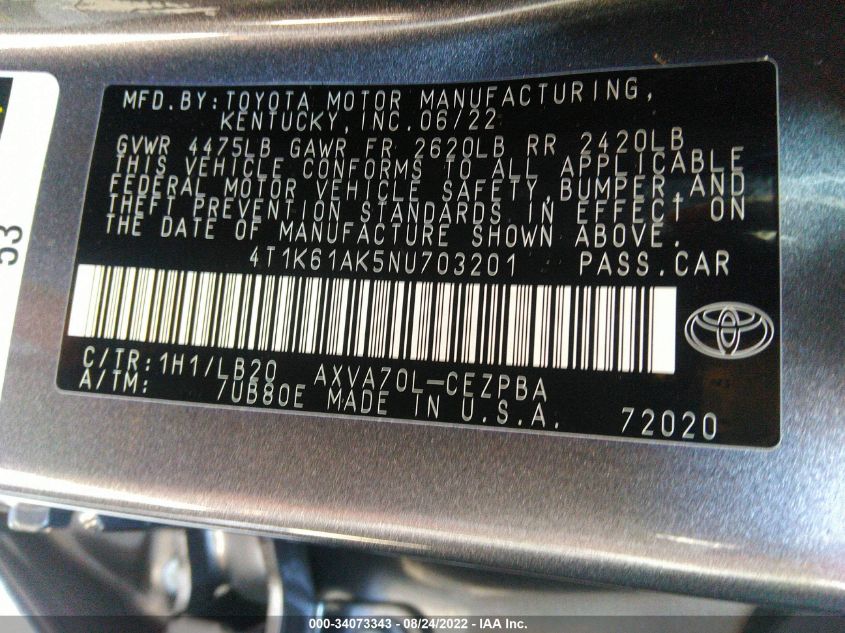 MFD.BY:TOYOTA MOTOR MANUFACTURING,
KENTUCKY,INC.06/22
GVWR 4475LB GAWR FR 2620LB RR 2420LB
THIS VEHICLE CONFORMS TO ALL APPLICABLE
FEDERAL MOTOR VEHICLE SAFETY,BUMPER,AND
THEFT PREVENTION STANDARDS IN EFFECT ON
THE DATE OF MANUFACTURE SHOWN ABOVE.
4T1K61AK5NU703201 PASS.CAR
C/TR:1H1/LB20 AXVA70L-CEZPBA
A/TM: 7UB80E MADE IN U.S.A. 72020
53
000-34073343 - 08/24/2022 - IAA Inc.